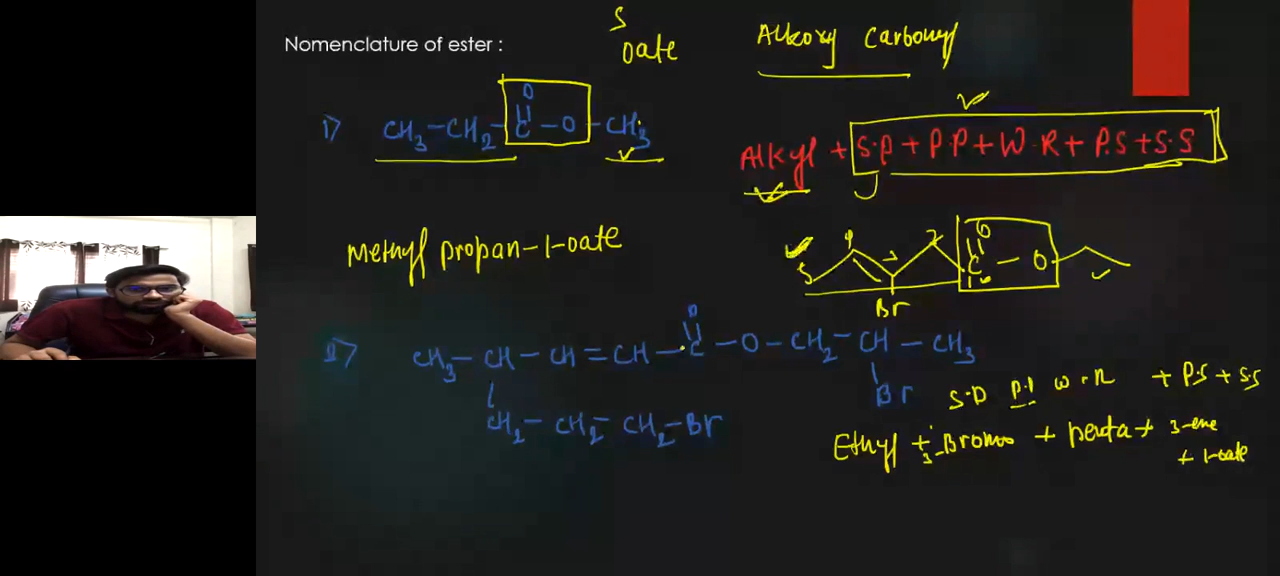 Nomenclature of ester :
S
oate
Alkoxy Carbonyl
1> CH3-CH2-C-O-CH3
O
Alkyl + S.P + P.P + W.R + P.S + S.S
Methyl propan-1-oate
5 4 3 2 C - O
O
1
Br
O
II> CH3 - CH - CH = CH - C - O - CH2 - CH - CH3
Br
CH2 - CH2 - CH2 - Br
S.P P.P W.R + P.S + S.S
Ethyl + 3-Bromo + penta + 3-ene
+ 1-oate